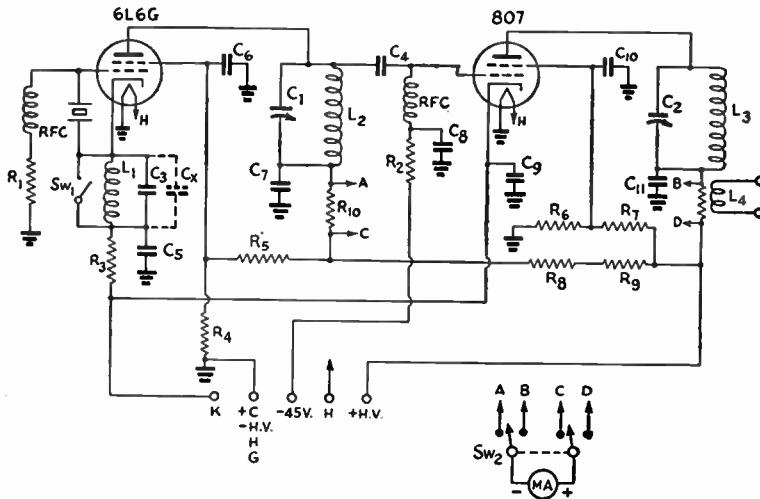 6L6G
807
C6
C4
C10
H
C1
L2
RFC
H
C2
L3
RFC
R1
Sw1
L1
C3
Cx
C7
R2
C8
C9
C11
B
L4
A
R10
C
D
R3
C5
R5
R6
R7
R8
R9
R4
K
+C
-H.V.
H
G
-45V.
H
+H.V.
A
B
C
D
Sw2
-
MA
+